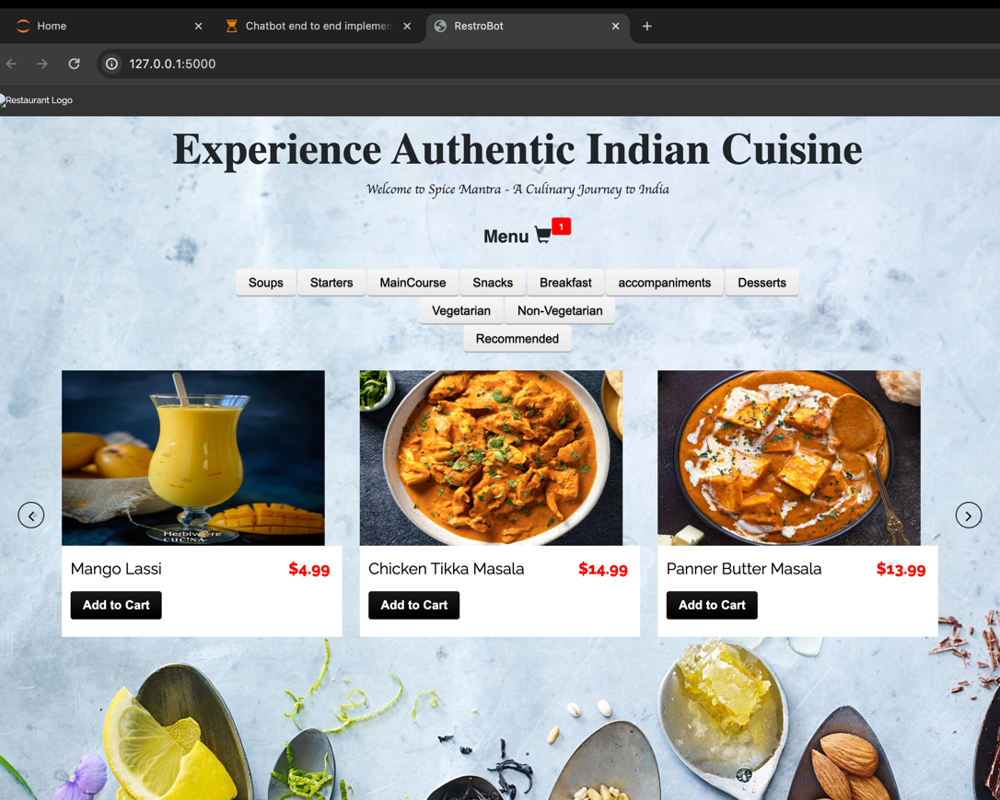 Home
Chatbot end to end implemen
RestroBot
127.0.0.1:5000
Restaurant Logo
Experience Authentic Indian Cuisine
Welcome to Spice Mantra - A Culinary Journey to India
Menu 1
Soups Starters MainCourse Snacks Breakfast accompaniments Desserts
Vegetarian Non-Vegetarian
Recommended
Herbivore
CUCINA
Mango Lassi $4.99
Add to Cart
Chicken Tikka Masala $14.99
Add to Cart
Panner Butter Masala $13.99
Add to Cart